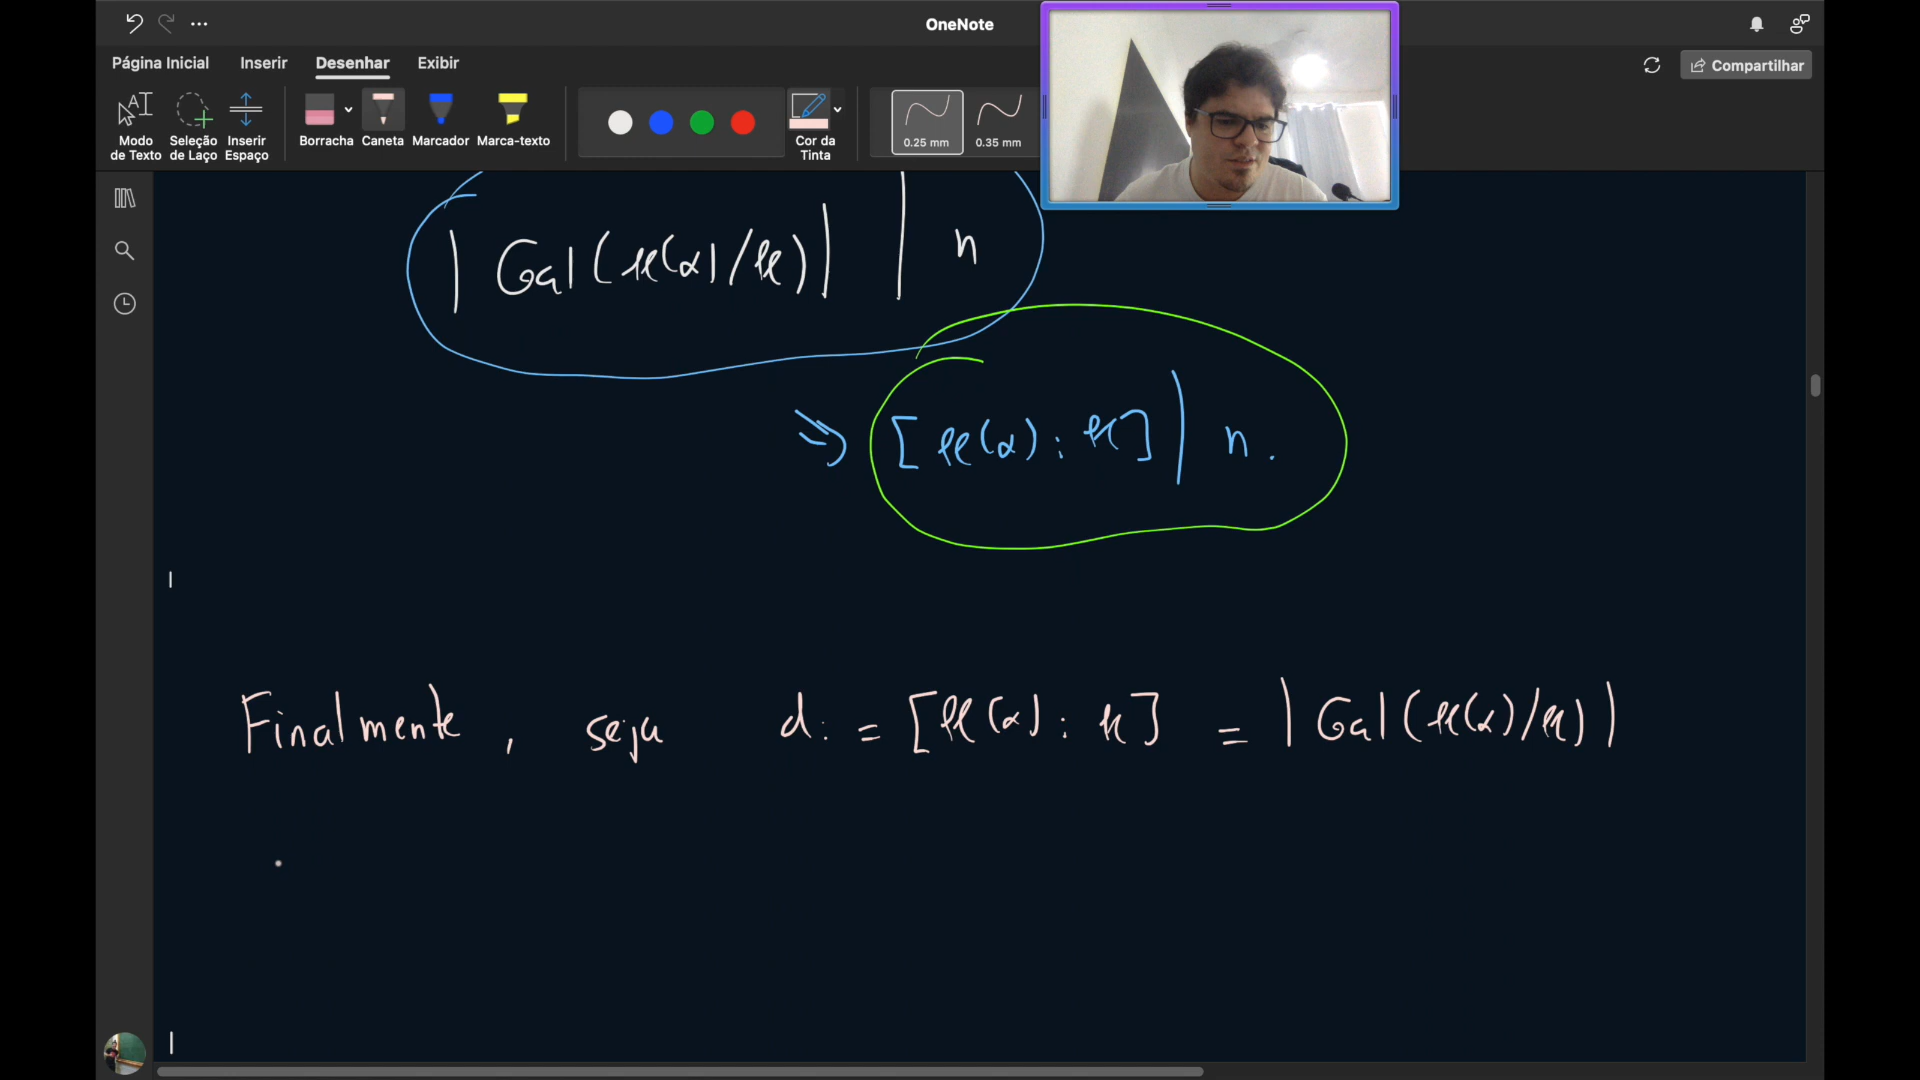 OneNote
Página Inicial Inserir Desenhar Exibir
Compartilhar
Modo de Texto Seleção de Laço Inserir Espaço Borracha Caneta Marcador Marca-texto Cor da Tinta 0.25 mm 0.35 mm
| Gal(K(α)/K) | | n
⇒ [K(α) : K] | n.
Finalmente, seja d := [K(α) : K] = | Gal(K(α)/K) |